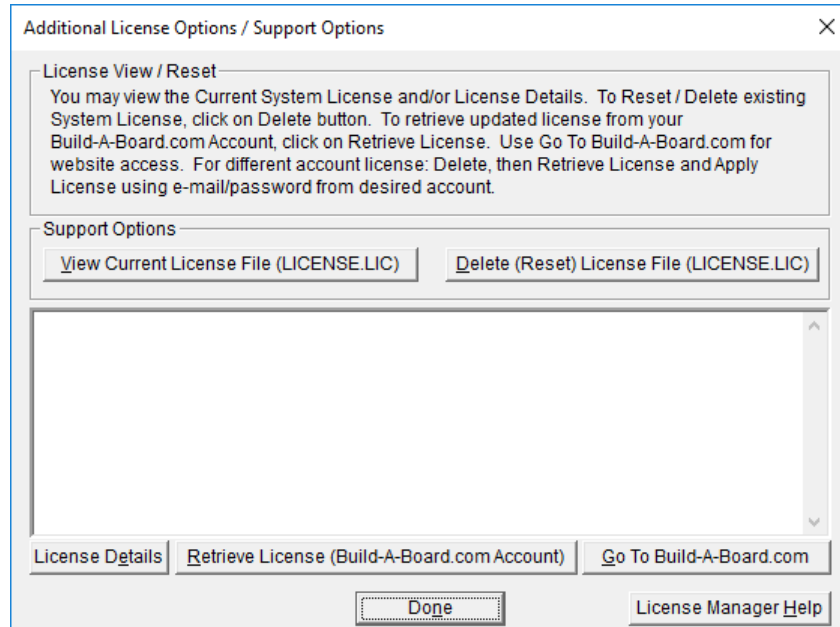 Additional License Options / Support Options
License View / Reset
You may view the Current System License and/or License Details. To Reset / Delete existing
System License, click on Delete button. To retrieve updated license from your
Build-A-Board.com Account, click on Retrieve License. Use Go To Build-A-Board.com for
website access. For different account license: Delete, then Retrieve License and Apply
License using e-mail/password from desired account.
Support Options
View Current License File (LICENSE.LIC)
Delete (Reset) License File (LICENSE.LIC)
License Details
Retrieve License (Build-A-Board.com Account)
Go To Build-A-Board.com
Done
License Manager Help